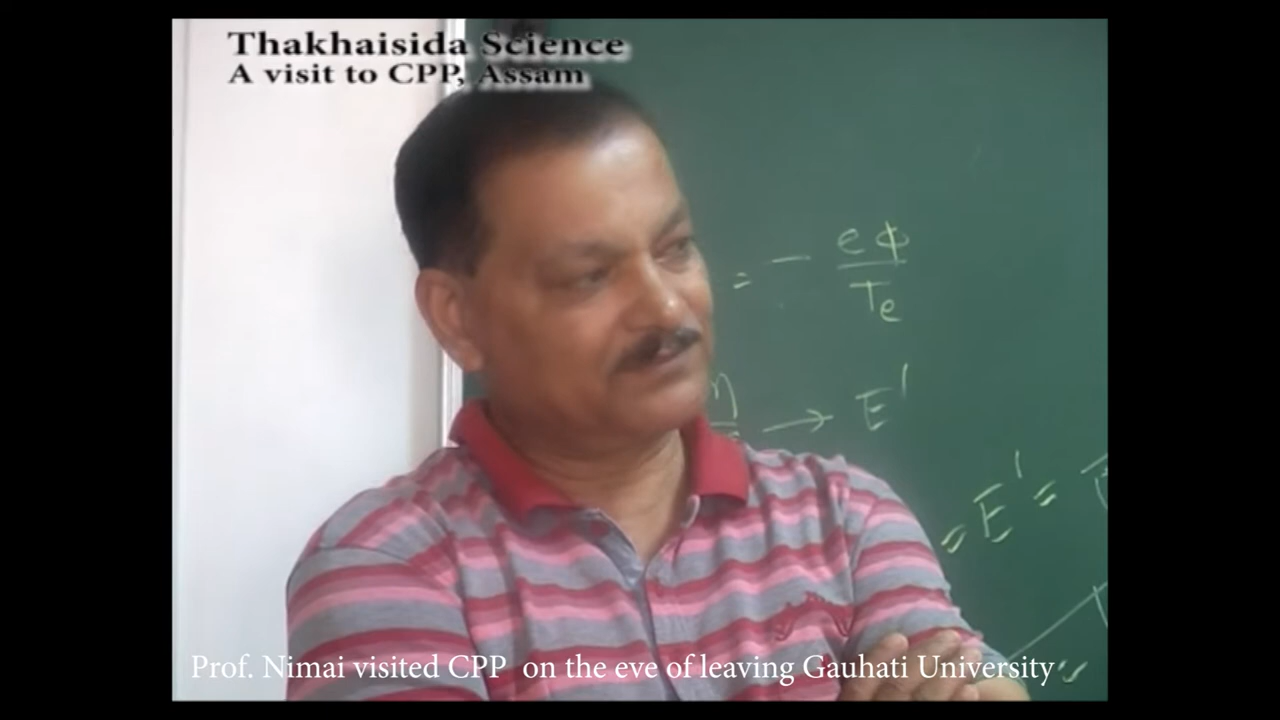 Thakhaisida Science
A visit to CPP, Assam
= - eφ
Te
η → E'
= E' =
Prof. Nimai visited CPP on the eve of leaving Gauhati University